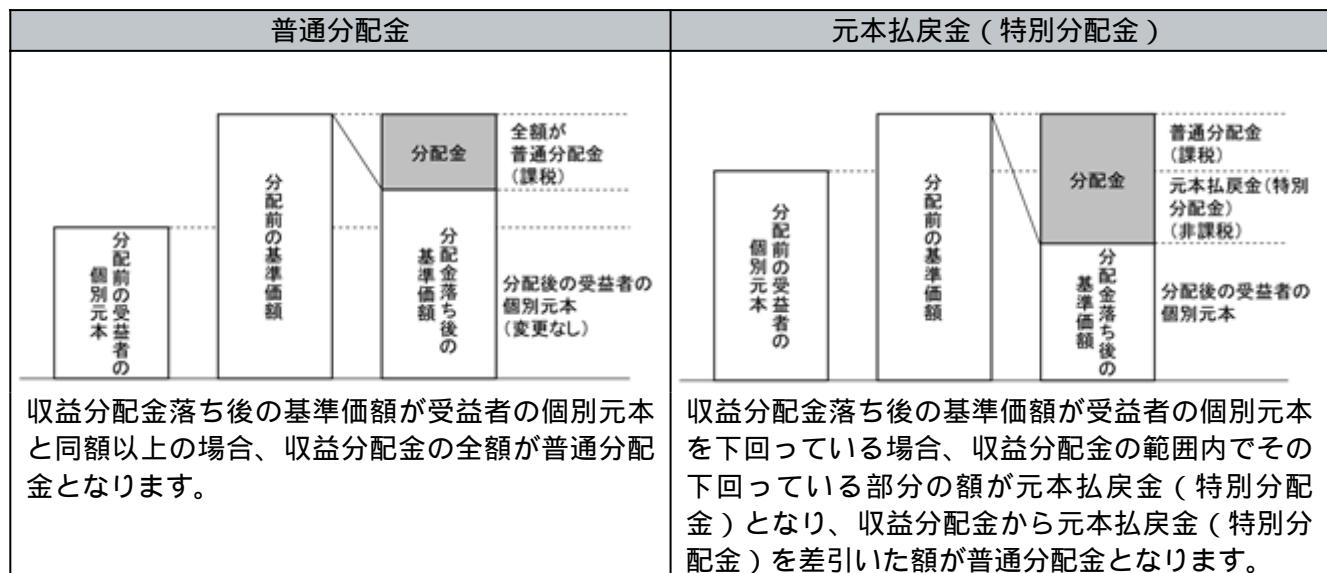 普通分配金
分配前の受益者の
個別元本
分配前の基準価額
分配金
分配金落ち後の
基準価額
全額が
普通分配金
(課税)
分配後の受益者の
個別元本
(変更なし)
収益分配金落ち後の基準価額が受益者の個別元本
と同額以上の場合、収益分配金の全額が普通分配
金となります。
元本払戻金(特別分配金)
分配前の受益者の
個別元本
分配前の基準価額
分配金
分配金落ち後の
基準価額
普通分配金
(課税)
元本払戻金(特別
分配金)
(非課税)
分配後の受益者の
個別元本
収益分配金落ち後の基準価額が受益者の個別元本
を下回っている場合、収益分配金の範囲内でその
下回っている部分の額が元本払戻金(特別分配
金)となり、収益分配金から元本払戻金(特別分
配金)を差引いた額が普通分配金となります。